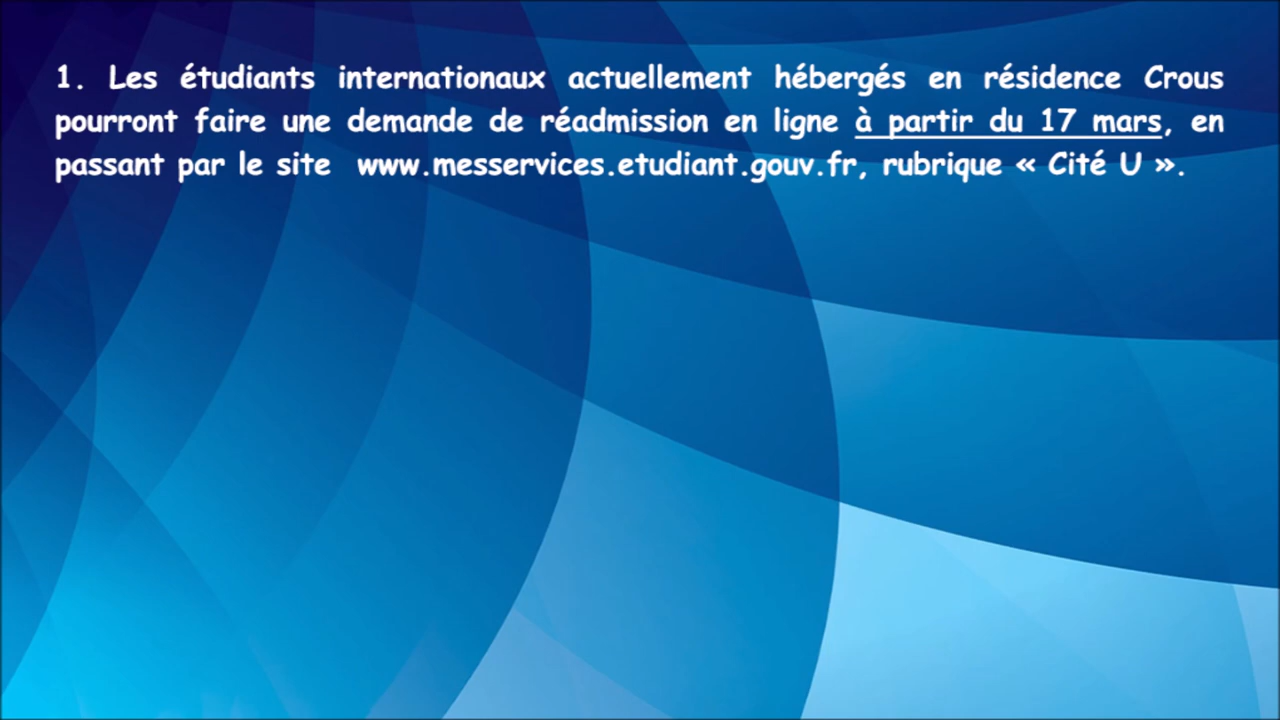 1. Les étudiants internationaux actuellement hébergés en résidence Crous
pourront faire une demande de réadmission en ligne à partir du 17 mars, en
passant par le site www.messervices.etudiant.gouv.fr, rubrique « Cité U ».